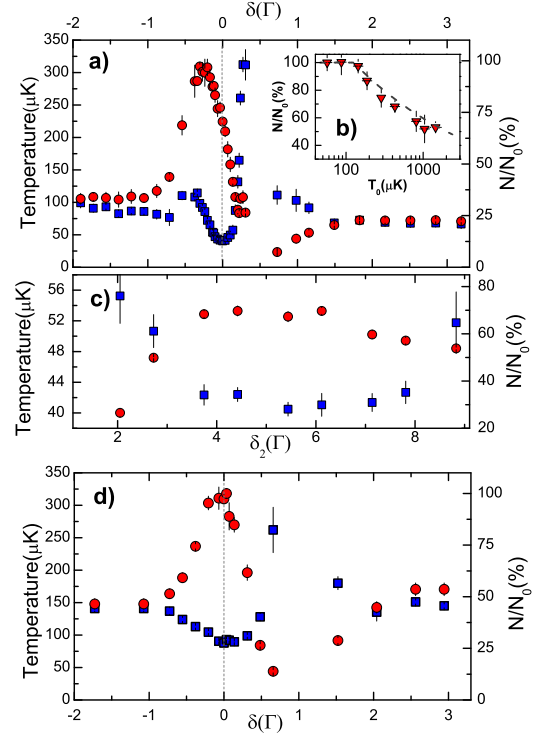 -2 -1 0 1 2 3
δ(Γ)
a)
350
300
250
200
150
100
50
0
Temperature(μK)
100
75
50
25
0
N/N₀(%)
b)
100
80
60
40
N/N₀(%)
100 1000
T₀(μK)
c)
56
52
48
44
40
Temperature(μK)
80
60
40
20
N/N₀(%)
2 4 6 8
δ₂(Γ)
d)
350
300
250
200
150
100
50
0
Temperature(μK)
100
75
50
25
0
N/N₀(%)
-2 -1 0 1 2 3
δ(Γ)